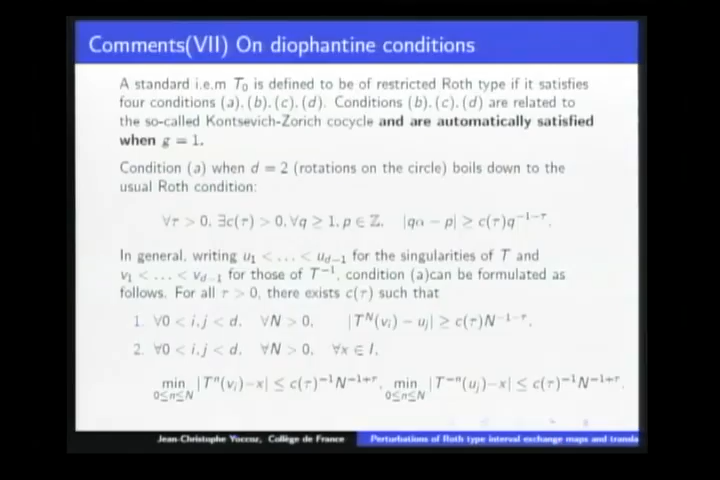 Comments(VII) On diophantine conditions
A standard i.e.m T₀ is defined to be of restricted Roth type if it satisfies
four conditions (a), (b), (c), (d). Conditions (b), (c), (d) are related to
the so-called Kontsevich-Zorich cocycle and are automatically satisfied
when g = 1.
Condition (a) when d = 2 (rotations on the circle) boils down to the
usual Roth condition:
∀τ > 0, ∃c(τ) > 0, ∀q ≥ 1, p ∈ ℤ, |qα − p| ≥ c(τ)q⁻¹⁻τ.
In general, writing u₁ < ... < u_{d−1} for the singularities of T and
v₁ < ... < v_{d−1} for those of T⁻¹, condition (a)can be formulated as
follows. For all τ > 0, there exists c(τ) such that
1. ∀0 < i, j < d, ∀N > 0, |T^N(v_i) − u_j| ≥ c(τ)N^{−1−τ},
2. ∀0 < i, j < d, ∀N > 0, ∀x ∈ I,
min_{0≤n≤N} |T^n(v_i)−x| ≤ c(τ)^{−1}N^{−1+τ}, min_{0≤n≤N} |T^{−n}(u_j)−x| ≤ c(τ)^{−1}N^{−1+τ}.
Jean-Christophe Yoccoz, Collège de France Perturbations of Roth type interval exchange maps and transla